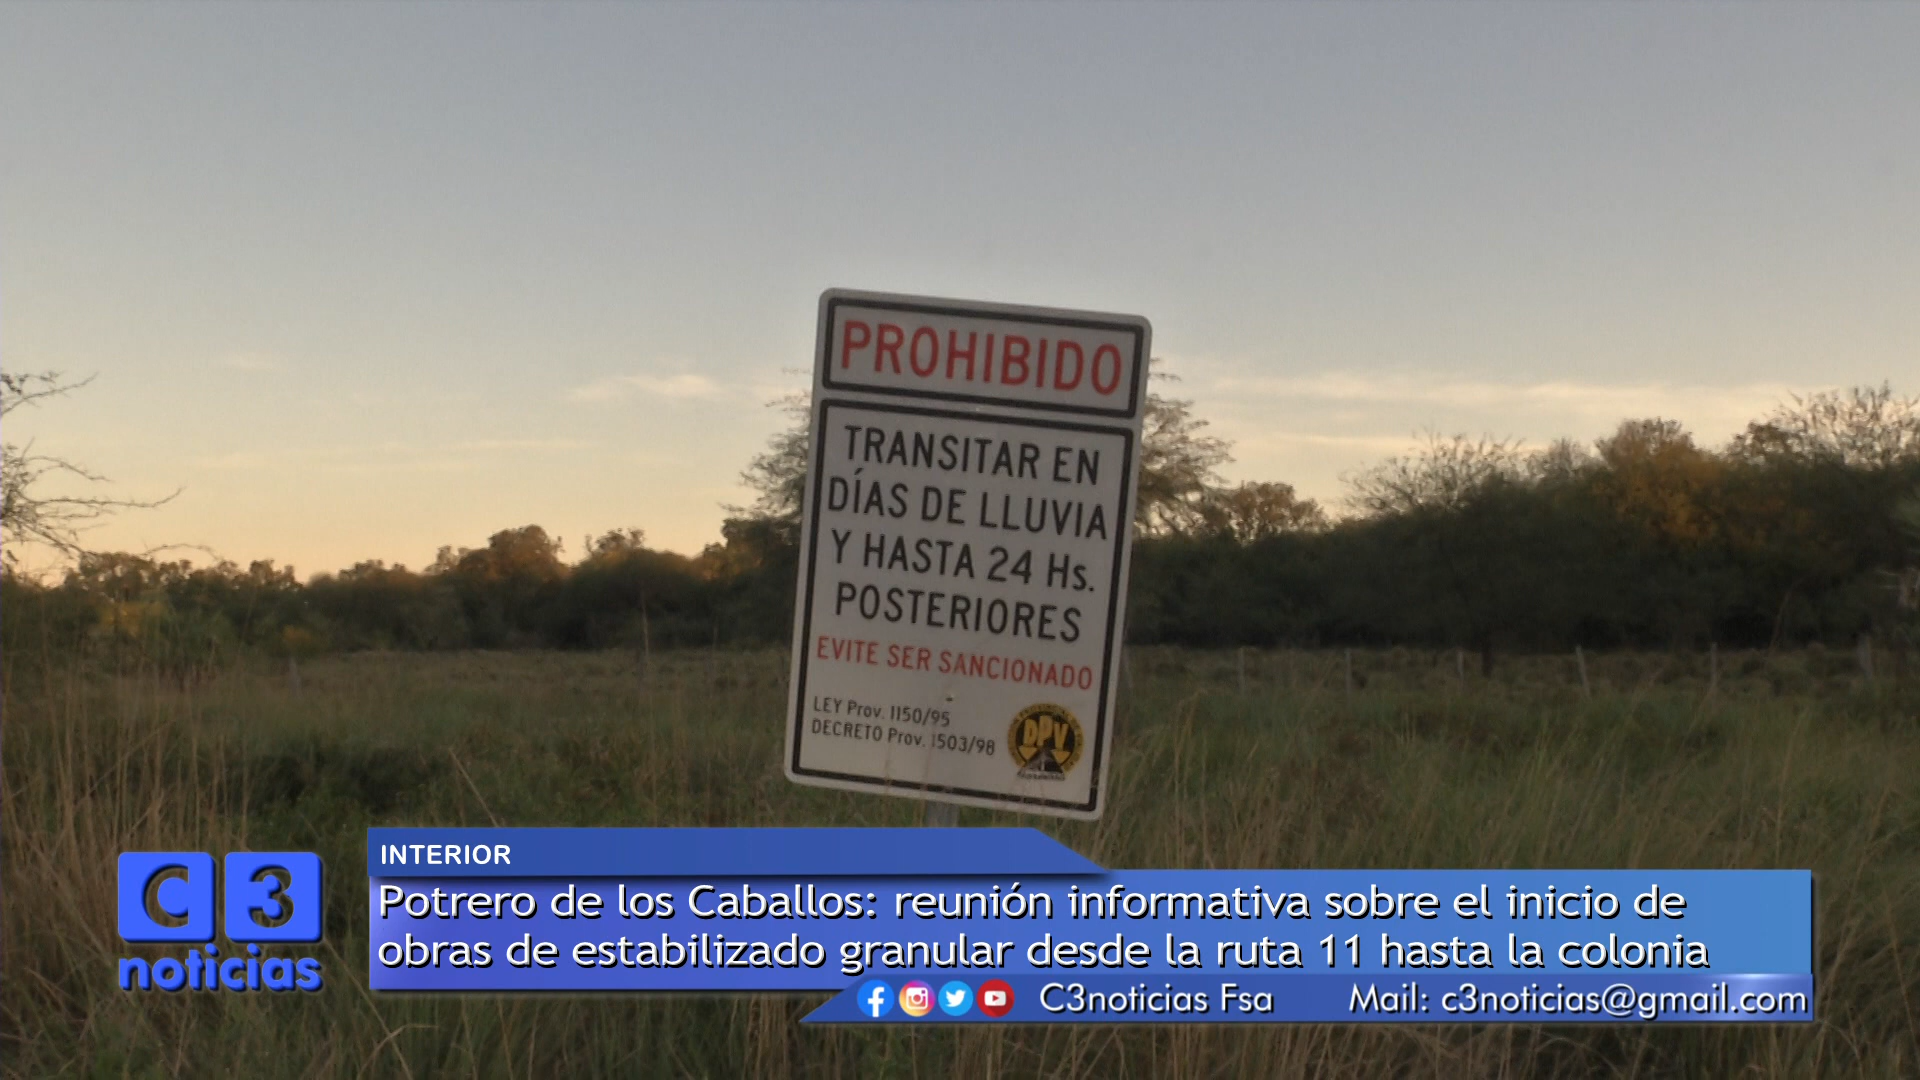 PROHIBIDO
TRANSITAR EN
DÍAS DE LLUVIA
Y HASTA 24 Hs.
POSTERIORES
EVITE SER SANCIONADO
LEY Prov. 1150/95
DECRETO Prov. 1503/98
DPV
INTERIOR
Potrero de los Caballos: reunión informativa sobre el inicio de
obras de estabilizado granular desde la ruta 11 hasta la colonia
C3
noticias
C3noticias Fsa Mail: c3noticias@gmail.com